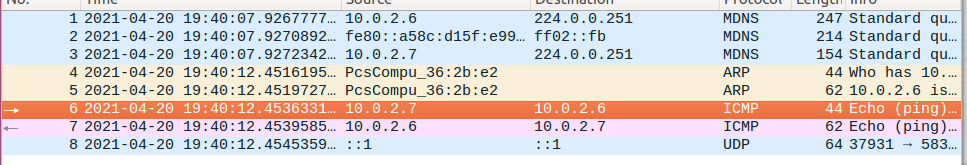 No. Time Source Destination Protocol Length Info
1 2021-04-20 19:40:07.9267777… 10.0.2.6 224.0.0.251 MDNS 247 Standard qu…
2 2021-04-20 19:40:07.9270892… fe80::a58c:d15f:e99… ff02::fb MDNS 214 Standard qu…
3 2021-04-20 19:40:07.9272342… 10.0.2.7 224.0.0.251 MDNS 154 Standard qu…
4 2021-04-20 19:40:12.4516195… PcsCompu_36:2b:e2 ARP 44 Who has 10.…
5 2021-04-20 19:40:12.4519727… PcsCompu_36:2b:e2 ARP 62 10.0.2.6 is…
6 2021-04-20 19:40:12.4536331… 10.0.2.7 10.0.2.6 ICMP 44 Echo (ping)…
7 2021-04-20 19:40:12.4539585… 10.0.2.6 10.0.2.7 ICMP 62 Echo (ping)…
8 2021-04-20 19:40:12.4545359… ::1 ::1 UDP 64 37931 → 583…